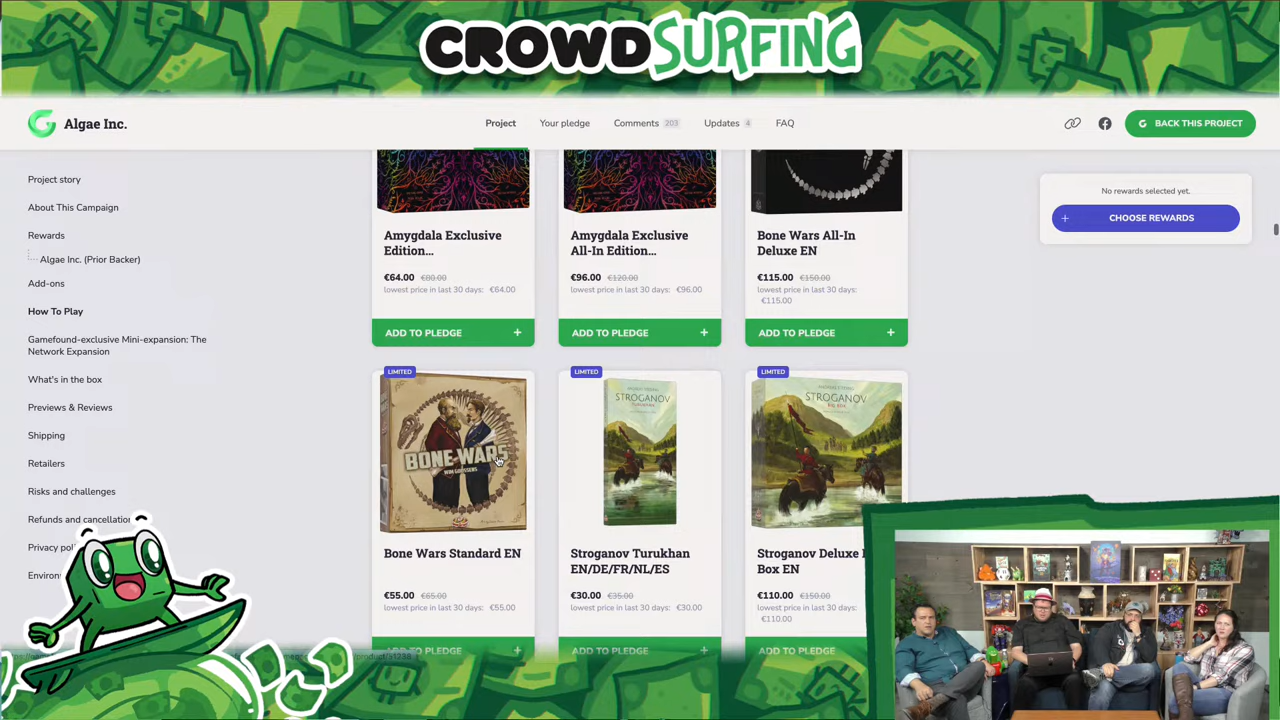 CROWDSURFING
Algae Inc.
Project
Your pledge
Comments 203
Updates 4
FAQ
BACK THIS PROJECT
Project story
About This Campaign
Rewards
Algae Inc. (Prior Backer)
Add-ons
How To Play
Gamefound-exclusive Mini-expansion: The
Network Expansion
What's in the box
Previews & Reviews
Shipping
Retailers
Risks and challenges
Refunds and cancellation
Privacy poli
Environ
No rewards selected yet.
+ CHOOSE REWARDS
Amygdala Exclusive
Edition...
€64.00 €80.00
lowest price in last 30 days: €64.00
ADD TO PLEDGE +
Amygdala Exclusive
All-In Edition...
€96.00 €120.00
lowest price in last 30 days: €96.00
ADD TO PLEDGE +
Bone Wars All-In
Deluxe EN
€115.00 €150.00
lowest price in last 30 days:
€115.00
ADD TO PLEDGE +
LIMITED
BONE WARS
Bone Wars Standard EN
€55.00 €65.00
lowest price in last 30 days: €55.00
ADD TO PLEDGE
LIMITED
STROGANOV
Stroganov Turukhan
EN/DE/FR/NL/ES
€30.00 €35.00
lowest price in last 30 days: €30.00
ADD TO PLEDGE
LIMITED
STROGANOV
BIG BOX
Stroganov Deluxe
Box EN
€110.00 €150.00
lowest price in last 30 days:
€110.00
ADD TO PLEDGE